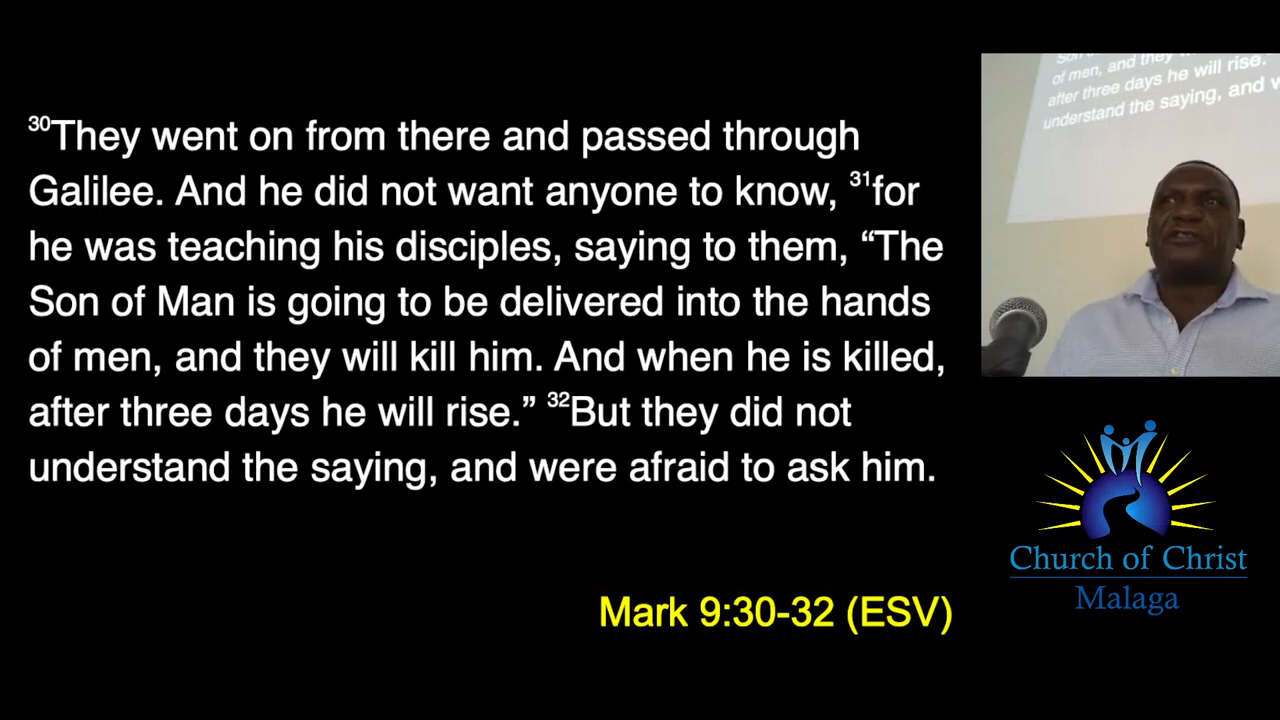 ³⁰They went on from there and passed through
Galilee. And he did not want anyone to know, ³¹for
he was teaching his disciples, saying to them, “The
Son of Man is going to be delivered into the hands
of men, and they will kill him. And when he is killed,
after three days he will rise.” ³²But they did not
understand the saying, and were afraid to ask him.
Mark 9:30-32 (ESV)
of men, and they
after three days he will rise.
understand the saying, and
Church of Christ
Malaga